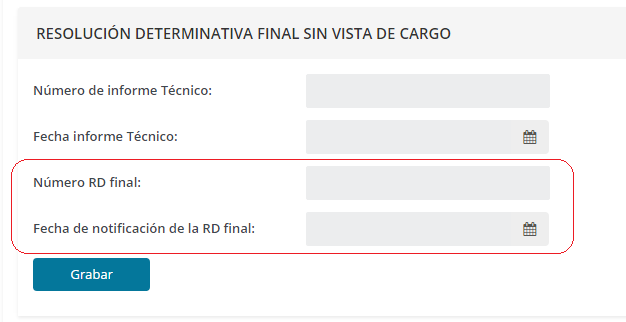 RESOLUCIÓN DETERMINATIVA FINAL SIN VISTA DE CARGO
Número de informe Técnico:
Fecha informe Técnico:
Número RD final:
Fecha de notificación de la RD final:
Grabar